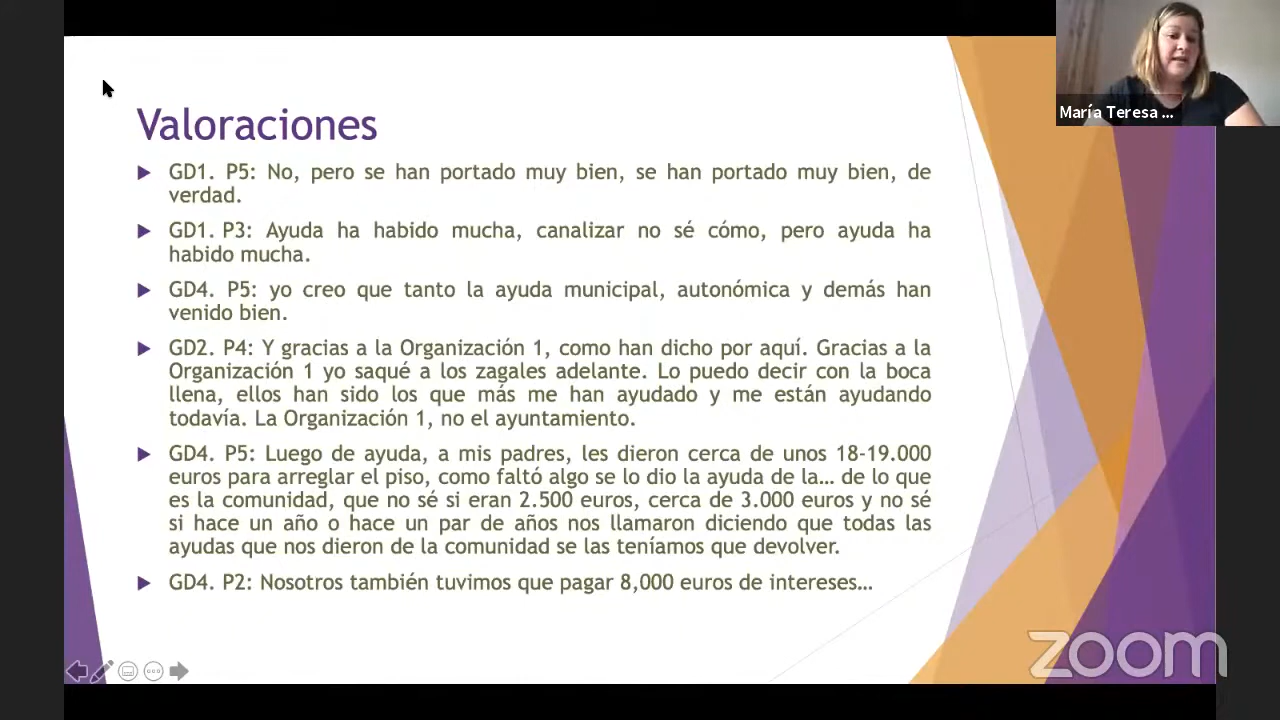 María Teresa ...
Valoraciones
GD1. P5: No, pero se han portado muy bien, se han portado muy bien, de
verdad.
GD1. P3: Ayuda ha habido mucha, canalizar no sé cómo, pero ayuda ha
habido mucha.
GD4. P5: yo creo que tanto la ayuda municipal, autonómica y demás han
venido bien.
GD2. P4: Y gracias a la Organización 1, como han dicho por aquí. Gracias a la
Organización 1 yo saqué a los zagales adelante. Lo puedo decir con la boca
llena, ellos han sido los que más me han ayudado y me están ayudando
todavía. La Organización 1, no el ayuntamiento.
GD4. P5: Luego de ayuda, a mis padres, les dieron cerca de unos 18-19.000
euros para arreglar el piso, como faltó algo se lo dio la ayuda de la… de lo que
es la comunidad, que no sé si eran 2.500 euros, cerca de 3.000 euros y no sé
si hace un año o hace un par de años nos llamaron diciendo que todas las
ayudas que nos dieron de la comunidad se las teníamos que devolver.
GD4. P2: Nosotros también tuvimos que pagar 8,000 euros de intereses…
zoom